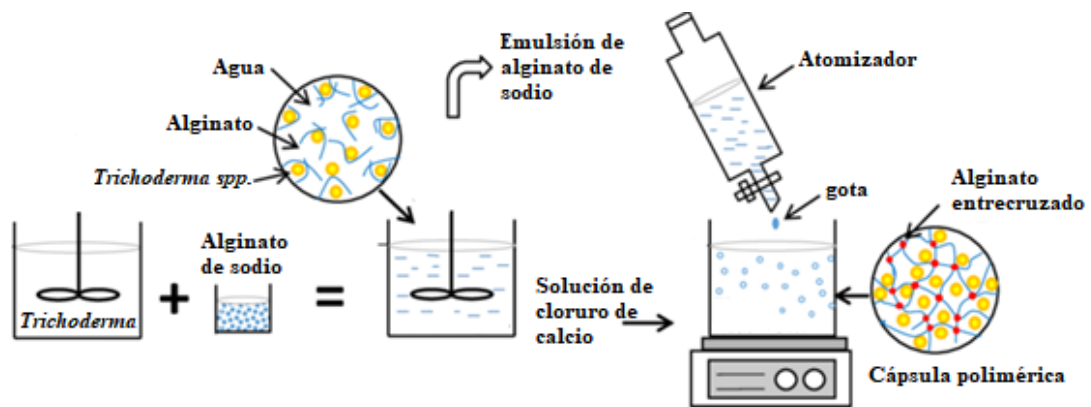 Agua
Alginato
Trichoderma spp.
Emulsión de
alginato de
sodio
Atomizador
gota
Alginato
entrecruzado
Trichoderma
Alginato
de sodio
Solución de
cloruro de
calcio
Cápsula polimérica